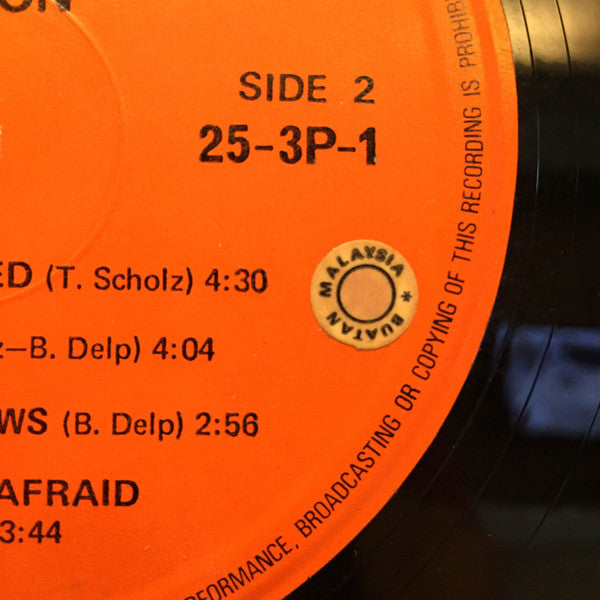 ON
SIDE 2
25-3P-1
ED (T. Scholz) 4:30
MALAYSIA * BUATAN
z–B. Delp) 4:04
WS (B. Delp) 2:56
AFRAID
3:44
RFORMANCE, BROADCASTING OR COPYING OF THIS RECORDING IS PROHIB